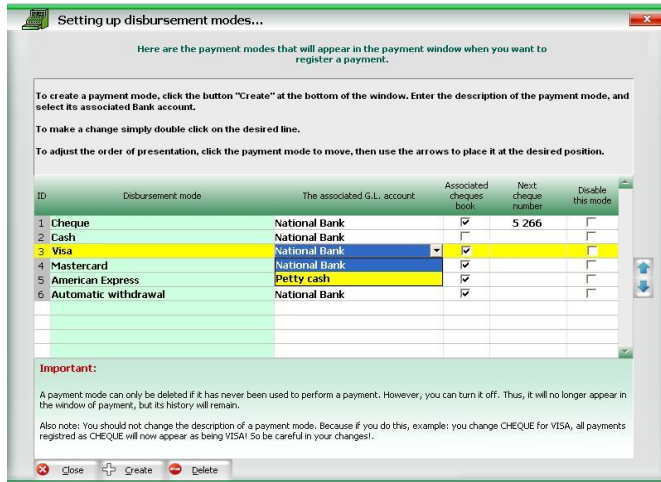 Setting up disbursement modes...
Here are the payment modes that will appear in the payment window when you want to
register a payment.
To create a payment mode, click the button "Create" at the bottom of the window. Enter the description of the payment mode, and
select its associated Bank account.
To make a change simply double click on the desired line.
To adjust the order of presentation, click the payment mode to move, then use the arrows to place it at the desired position.
ID Disbursement mode The associated G.L. account Associated cheques book Next cheque number Disable this mode
1 Cheque National Bank 5 266
2 Cash National Bank
3 Visa National Bank
4 Mastercard National Bank
5 American Express Petty cash
6 Automatic withdrawal National Bank
Important:
A payment mode can only be deleted if it has never been used to perform a payment. However, you can turn it off. Thus, it will no longer appear in
the window of payment, but its history will remain.
Also note: You should not change the description of a payment mode. Because if you do this, example: you change CHEQUE for VISA, all payments
registred as CHEQUE will now appear as being VISA! So be careful in your changes!.
Close Create Delete